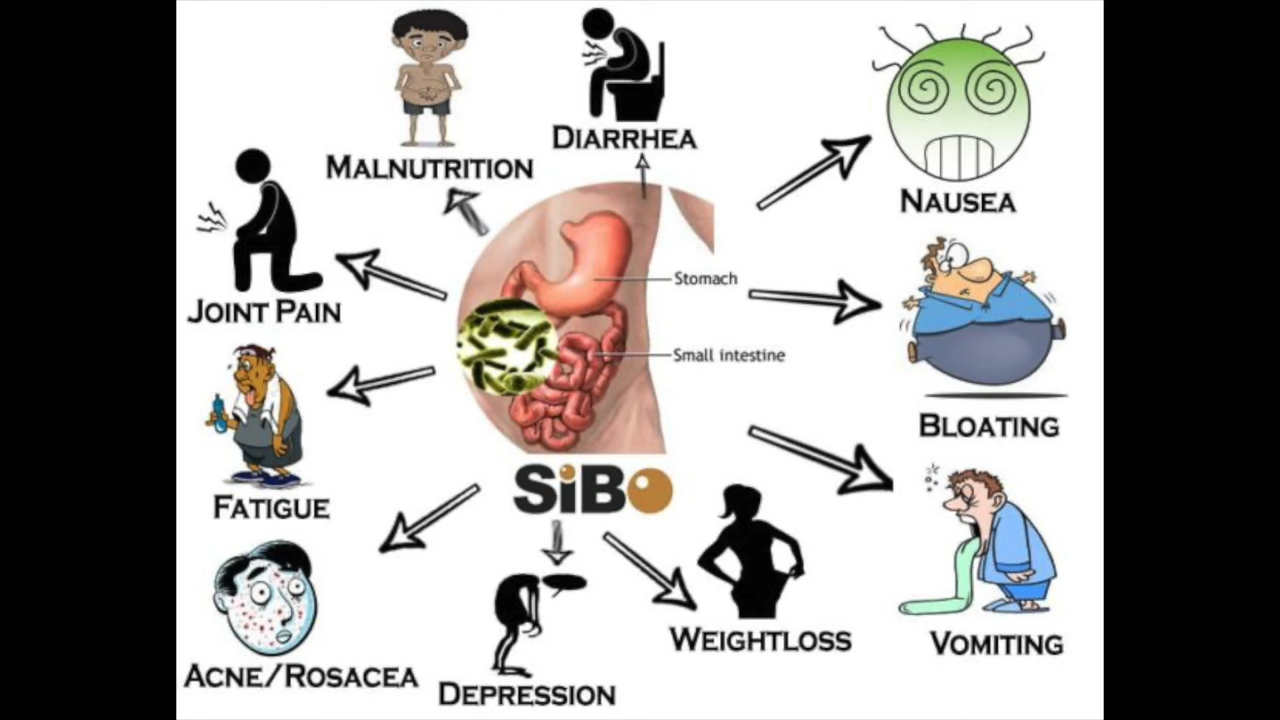 DIARRHEA
MALNUTRITION
NAUSEA
Stomach
JOINT PAIN
Small intestine
BLOATING
FATIGUE
SiBO
WEIGHTLOSS
VOMITING
ACNE/ROSACEA
DEPRESSION